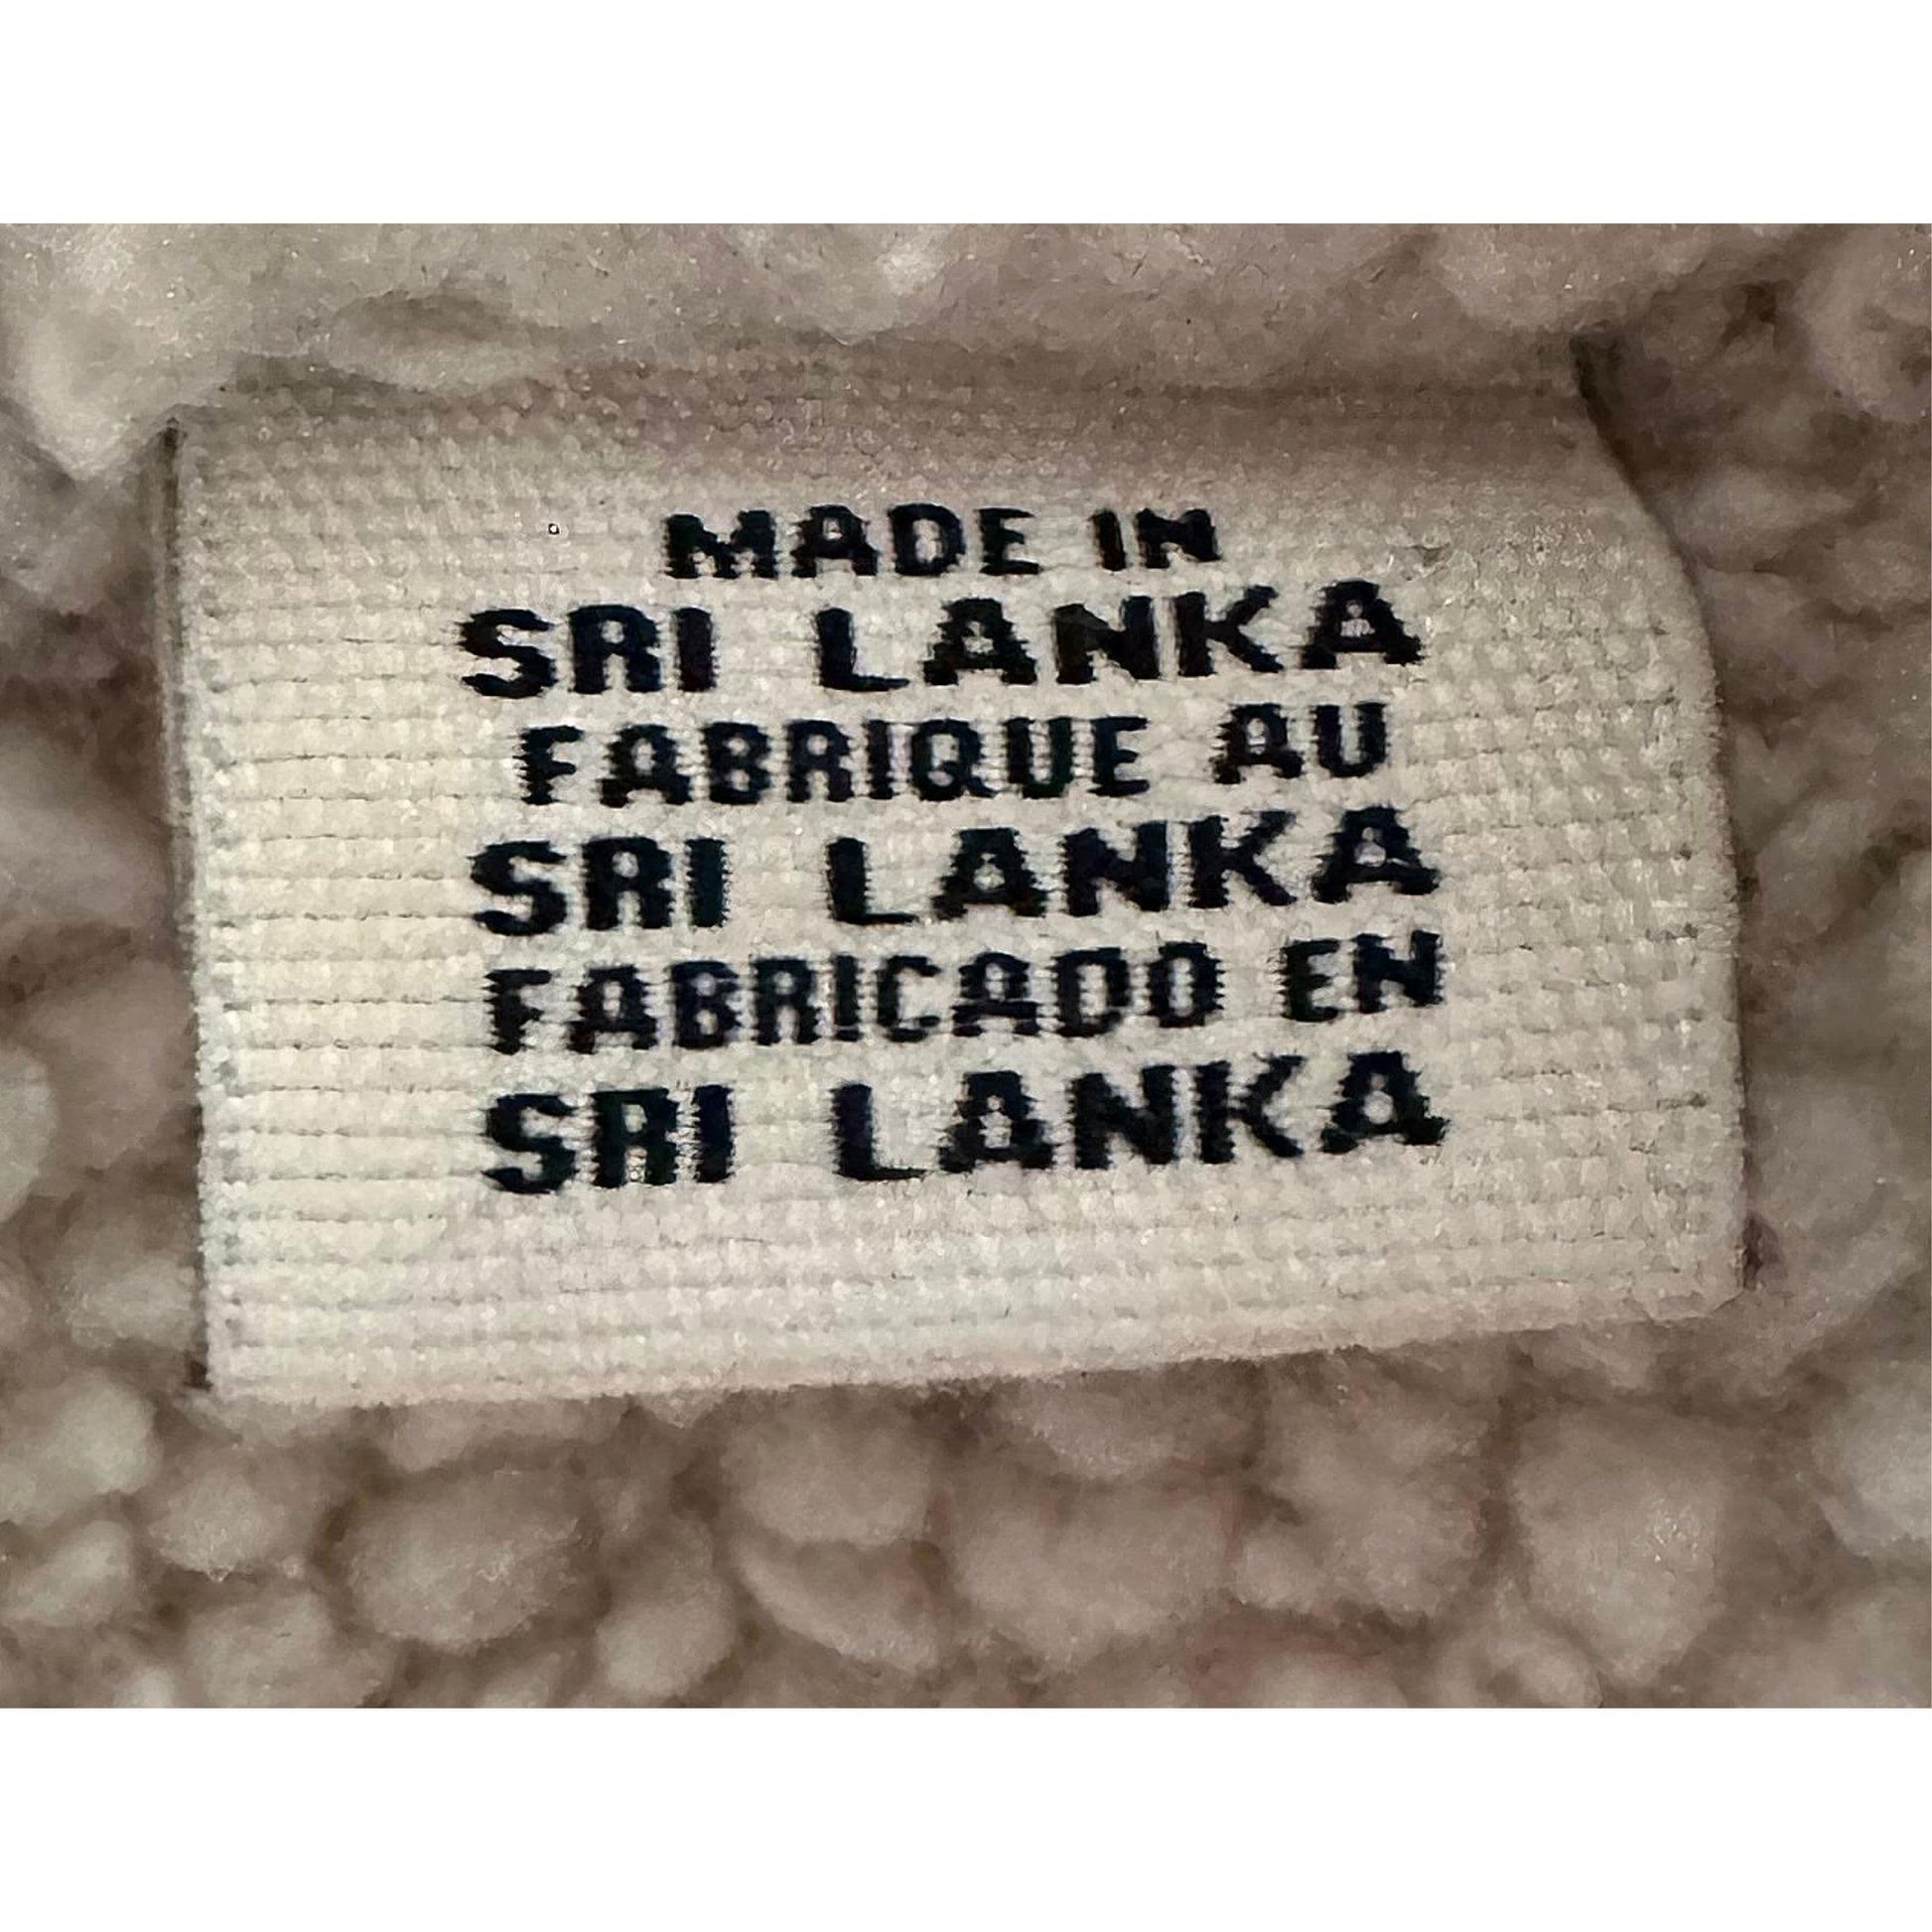 MADE IN
SRI LANKA
FABRIQUE AU
SRI LANKA
FABRICADO EN
SRI LANKA